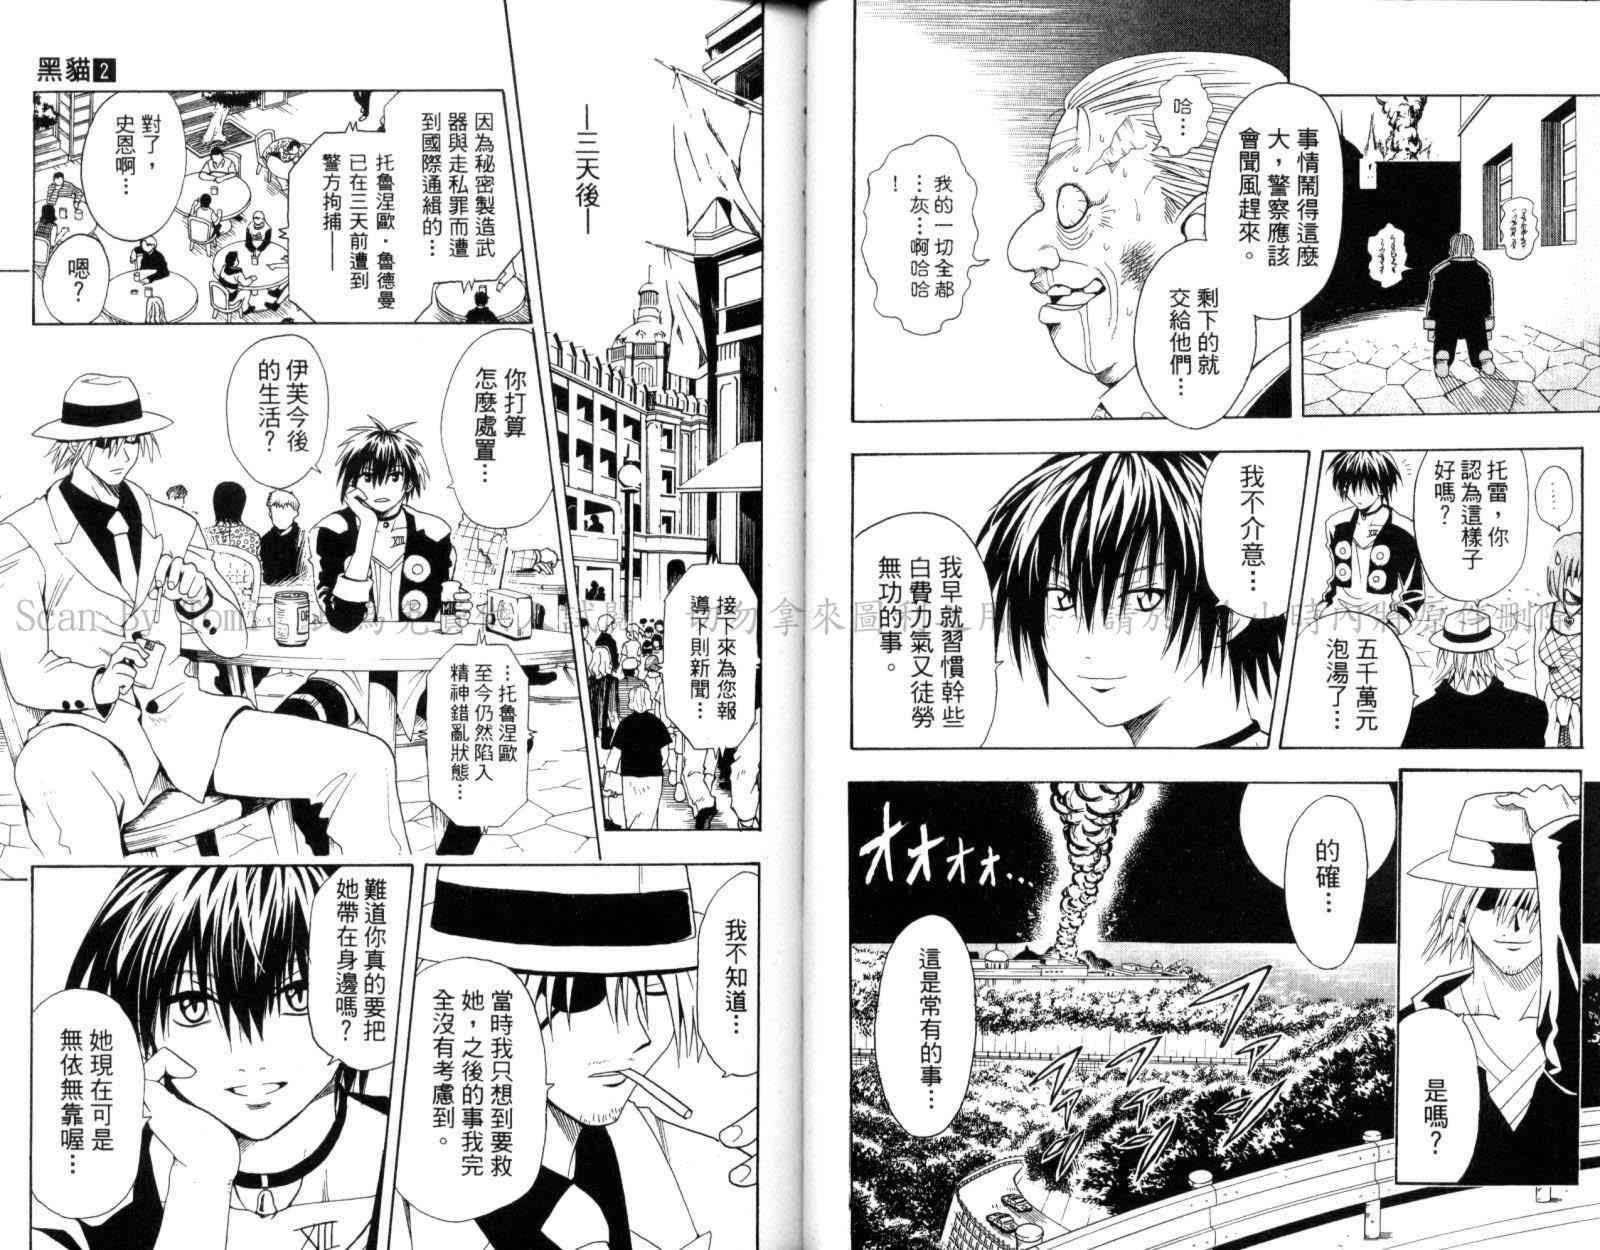 事情鬧得這麼
大，警察應該
會聞風趕來。
剩下的就
交給他們…
哈…
我的一切全都
…灰…啊哈哈
！
托雷，你
認為這樣子
好嗎？
……
五千萬元
泡湯了…
我不介意…
我早就習慣幹些
白費力氣又徒勞
無功的事。
是嗎？
的確…
這是常有的事…
オオオオ…
黑貓2
—三天後—
接下來為您報
導下則新聞…
因為秘密製造武
器與走私罪而遭
到國際通緝的…
托魯涅歐．魯德曼
已在三天前遭到
警方拘捕——
對了，
史恩啊…
嗯？
你打算
怎麼處置…
伊芙今後
的生活？
…托魯涅歐
至今仍然陷入
精神錯亂狀態…
我不知道…
當時我只想到要救
她，之後的事我完
全沒有考慮到。
難道你真的要把
她帶在身邊嗎？
她現在可是
無依無靠喔…
XIII
XIII
Scan By